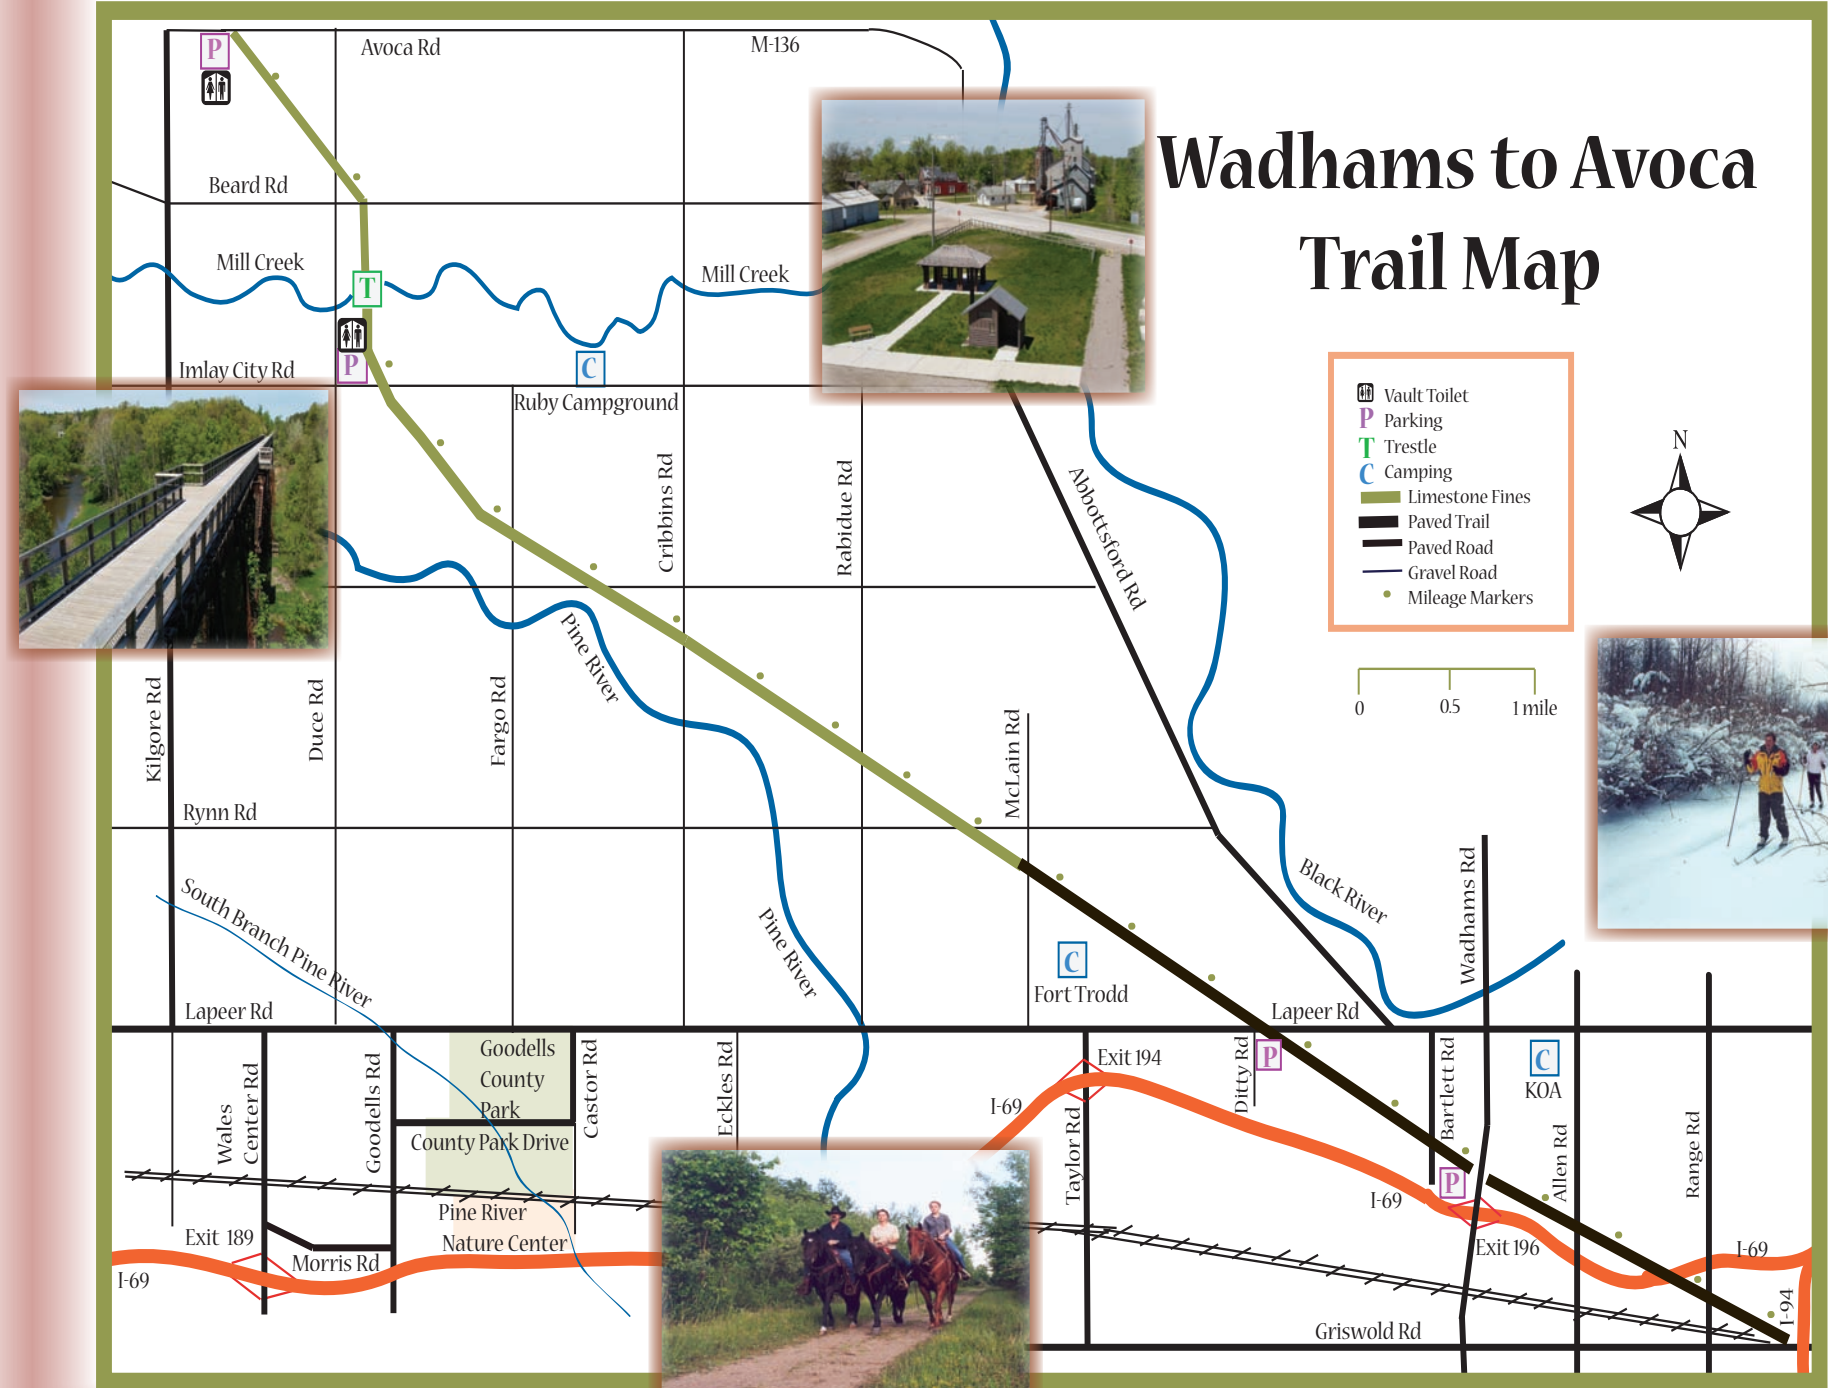 Wadhams to Avoca
Trail Map
P
Avoca Rd
M-136
Beard Rd
Mill Creek
Mill Creek
T
P
Imlay City Rd
C
Ruby Campground
Vault Toilet
P Parking
T Trestle
C Camping
Limestone Fines
Paved Trail
Paved Road
Gravel Road
Mileage Markers
N
0
0.5
1 mile
Cribbins Rd
Rabidue Rd
Abbottsford Rd
Pine River
Kilgore Rd
Duce Rd
Fargo Rd
McLain Rd
Rynn Rd
South Branch Pine River
Pine River
Black River
Wadhams Rd
C
Fort Trodd
Lapeer Rd
Lapeer Rd
Goodells
County
Park
Wales
Center Rd
Goodells Rd
Castor Rd
Eckles Rd
County Park Drive
I-69
Exit 194
Taylor Rd
Ditty Rd
P
Bartlett Rd
C
KOA
Allen Rd
Range Rd
P
I-69
Pine River
Nature Center
Exit 189
Morris Rd
I-69
Exit 196
I-69
I-94
Griswold Rd